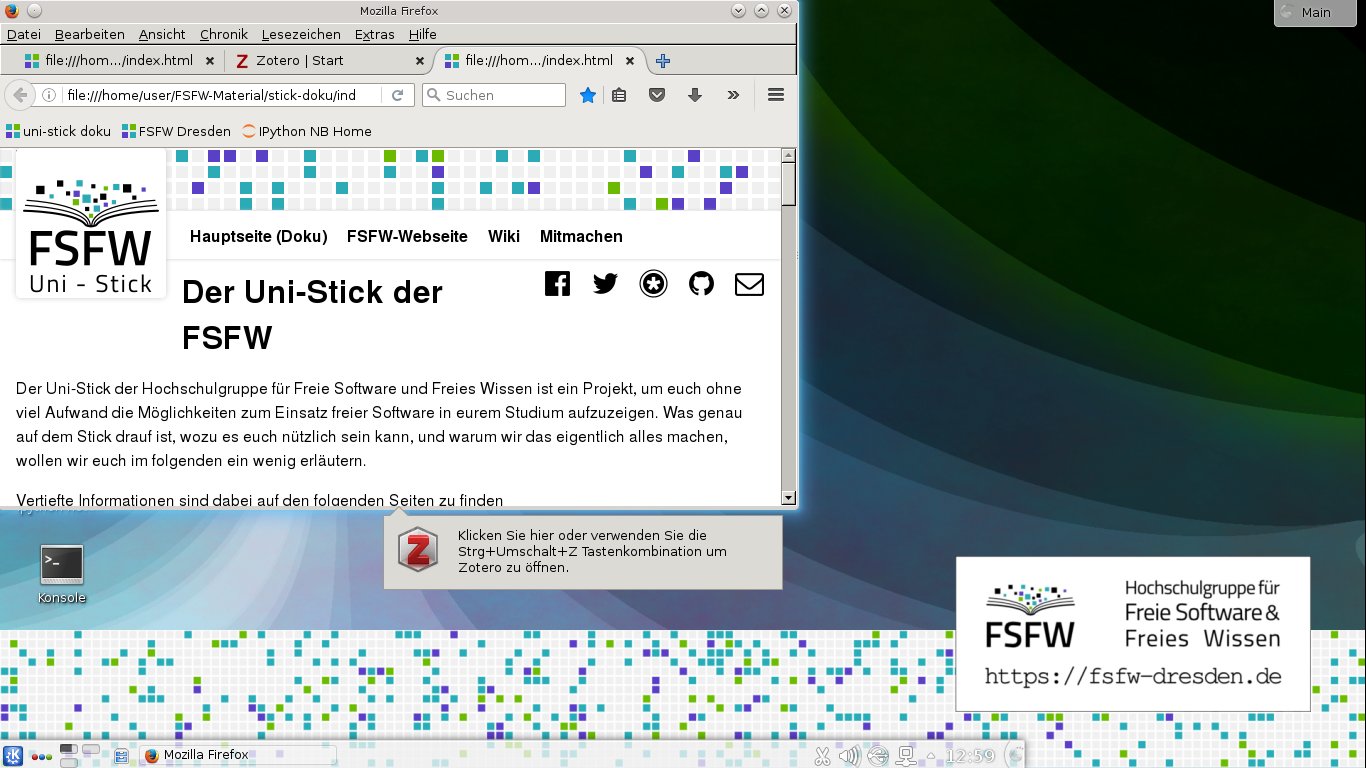 Mozilla Firefox
Main
Datei Bearbeiten Ansicht Chronik Lesezeichen Extras Hilfe
file:///hom.../index.html Zotero | Start file:///hom.../index.html
file:///home/user/FSFW-Material/stick-doku/ind Suchen
uni-stick doku FSFW Dresden IPython NB Home
FSFW
Uni - Stick
Hauptseite (Doku) FSFW-Webseite Wiki Mitmachen
Der Uni-Stick der
FSFW
Der Uni-Stick der Hochschulgruppe für Freie Software und Freies Wissen ist ein Projekt, um euch ohne
viel Aufwand die Möglichkeiten zum Einsatz freier Software in eurem Studium aufzuzeigen. Was genau
auf dem Stick drauf ist, wozu es euch nützlich sein kann, und warum wir das eigentlich alles machen,
wollen wir euch im folgenden ein wenig erläutern.
Vertiefte Informationen sind dabei auf den folgenden Seiten zu finden
Z
Klicken Sie hier oder verwenden Sie die
Strg+Umschalt+Z Tastenkombination um
Zotero zu öffnen.
Konsole
FSFW
Hochschulgruppe für
Freie Software &
Freies Wissen
https://fsfw-dresden.de
Mozilla Firefox
12:59